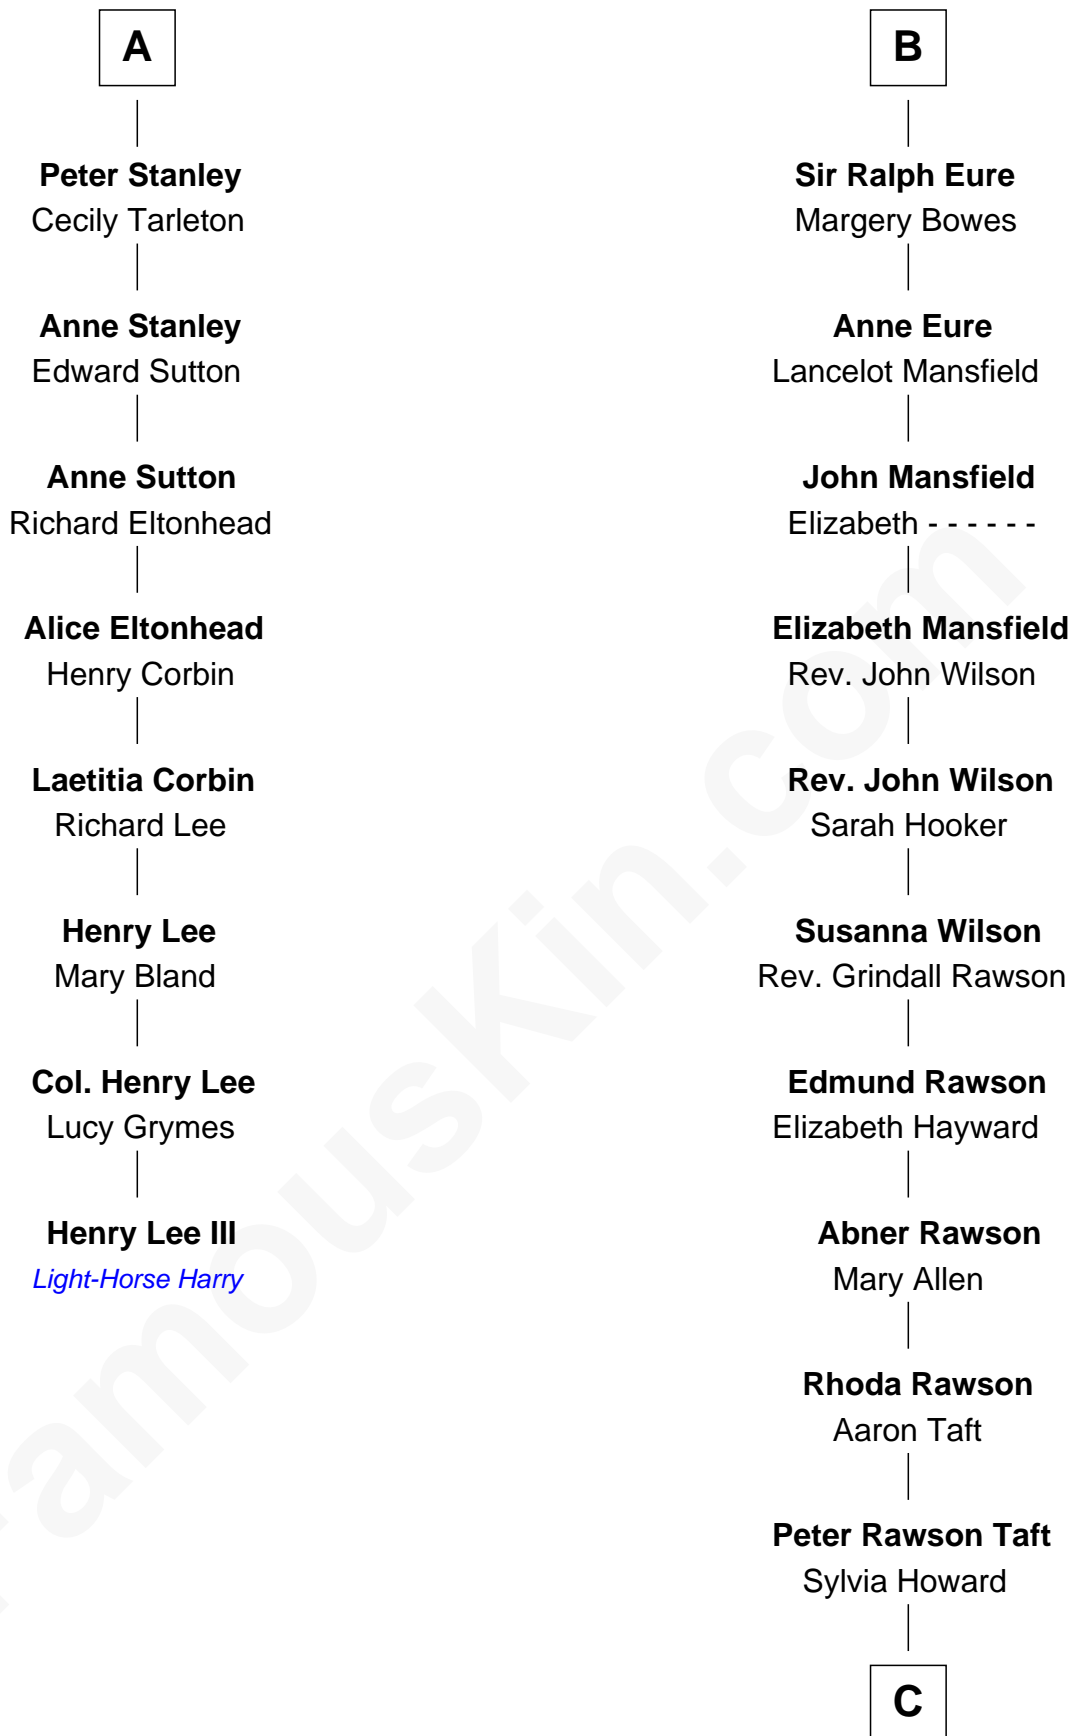 A
Peter Stanley
Cecily Tarleton
Anne Stanley
Edward Sutton
Anne Sutton
Richard Eltonhead
Alice Eltonhead
Henry Corbin
Laetitia Corbin
Richard Lee
Henry Lee
Mary Bland
Col. Henry Lee
Lucy Grymes
Henry Lee III
Light-Horse Harry
B
Sir Ralph Eure
Margery Bowes
Anne Eure
Lancelot Mansfield
John Mansfield
Elizabeth - - - - - -
Elizabeth Mansfield
Rev. John Wilson
Rev. John Wilson
Sarah Hooker
Susanna Wilson
Rev. Grindall Rawson
Edmund Rawson
Elizabeth Hayward
Abner Rawson
Mary Allen
Rhoda Rawson
Aaron Taft
Peter Rawson Taft
Sylvia Howard
C
FamousKin.com